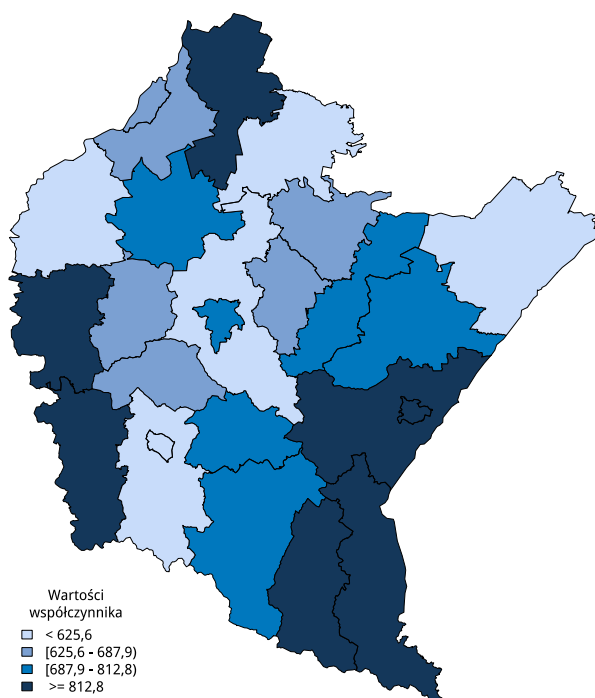 Wartości
współczynnika
< 625,6
[625,6 - 687,9)
[687,9 - 812,8)
>= 812,8